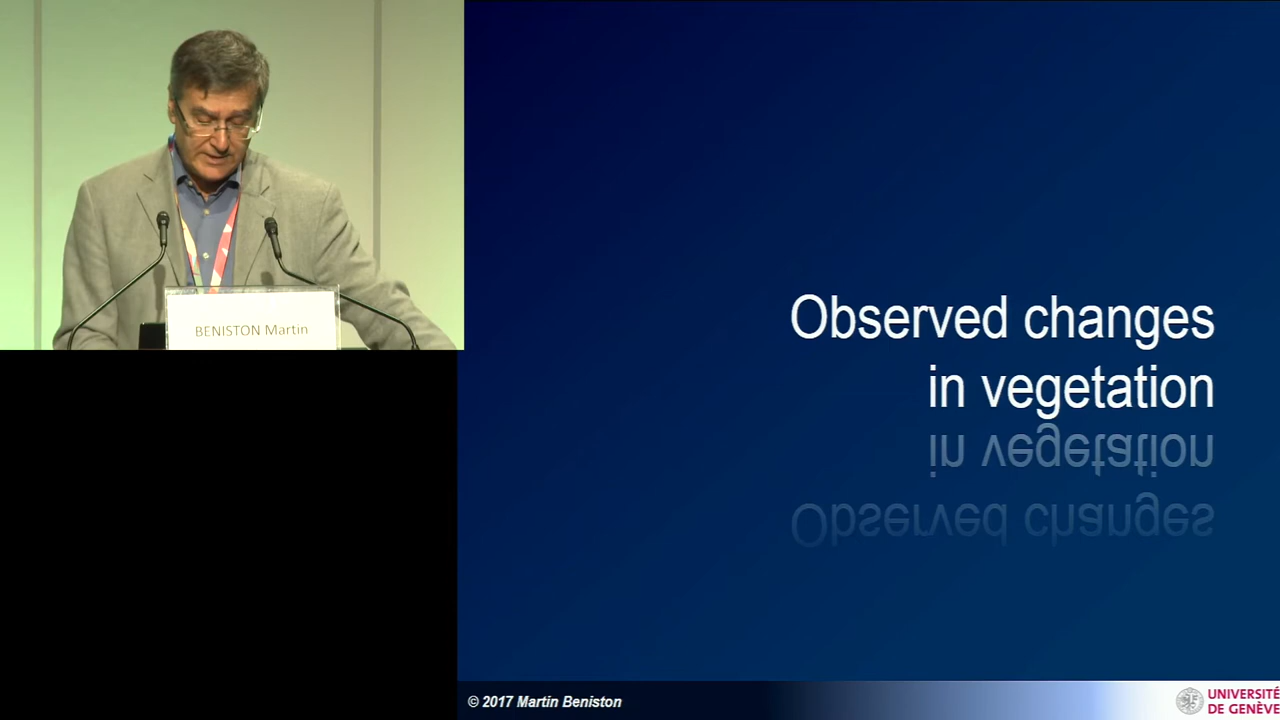 BENISTON Martin
Observed changes
in vegetation
© 2017 Martin Beniston
UNIVERSITÉ
DE GENÈVE